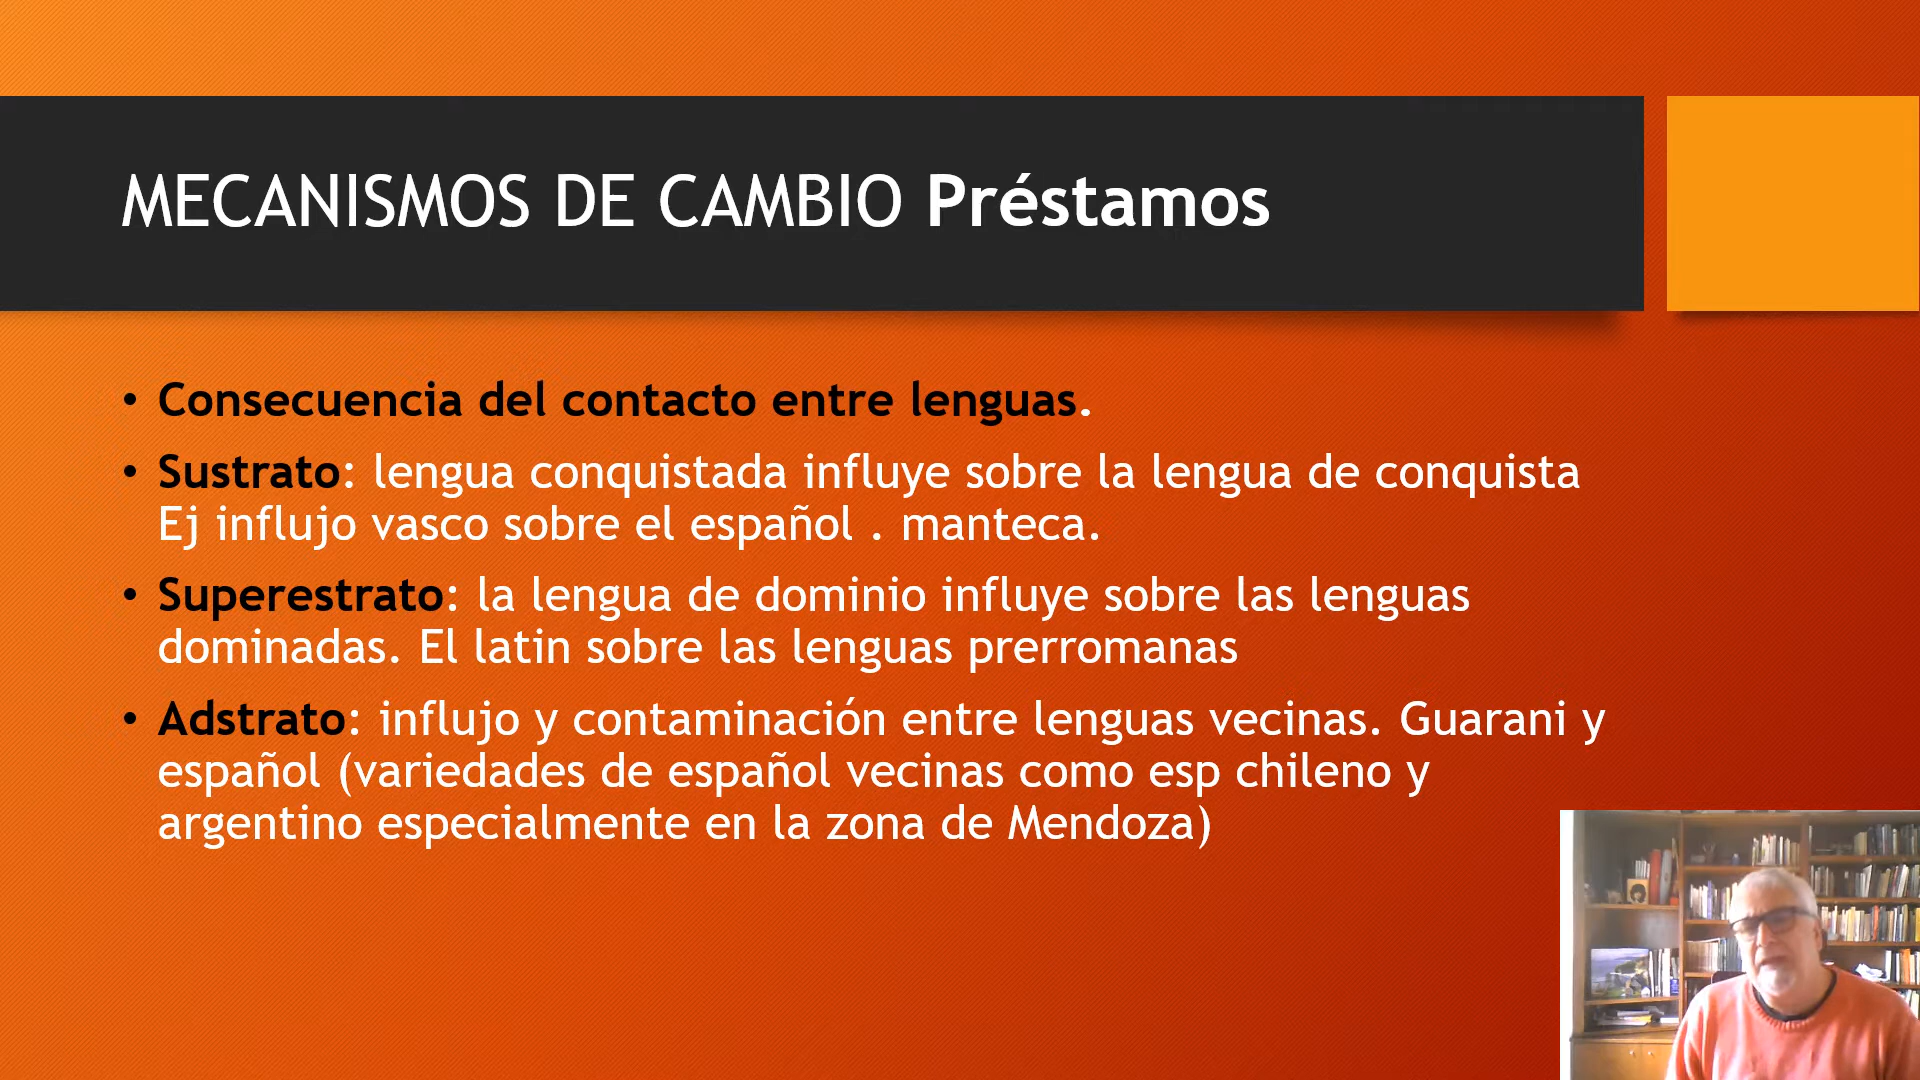 MECANISMOS DE CAMBIO Préstamos
• Consecuencia del contacto entre lenguas.
• Sustrato: lengua conquistada influye sobre la lengua de conquista
Ej influjo vasco sobre el español . manteca.
• Superestrato: la lengua de dominio influye sobre las lenguas
dominadas. El latin sobre las lenguas prerromanas
• Adstrato: influjo y contaminación entre lenguas vecinas. Guarani y
español (variedades de español vecinas como esp chileno y
argentino especialmente en la zona de Mendoza)